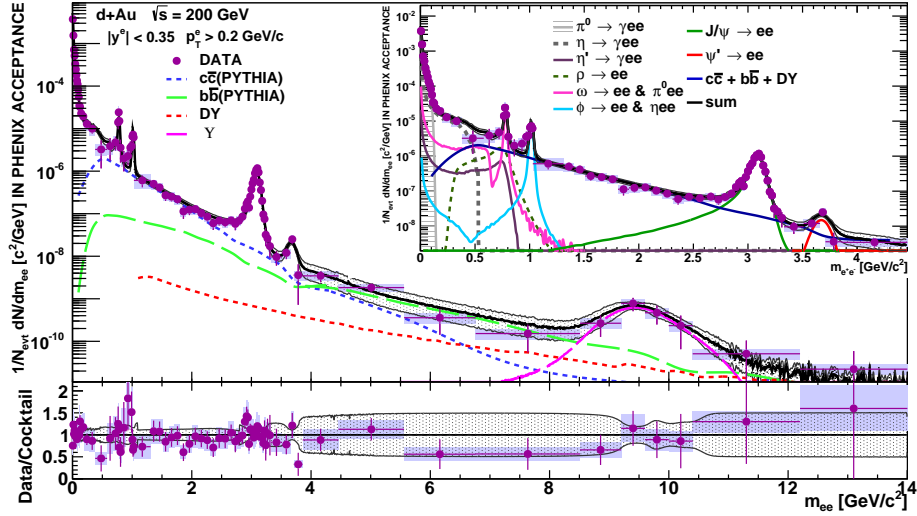 d+Au √s = 200 GeV
|yᵉ| < 0.35 pᵉ_T > 0.2 GeV/c
DATA
cc̄(PYTHIA)
bb̄(PYTHIA)
DY
ϒ
1/N_evt dN/dm_ee [c²/GeV] IN PHENIX ACCEPTANCE
10⁻⁴
10⁻⁶
10⁻⁸
10⁻¹⁰
1/N_evt dN/dm_ee [c²/GeV] IN PHENIX ACCEPTANCE
10⁻²
10⁻³
10⁻⁴
10⁻⁵
10⁻⁶
10⁻⁷
10⁻⁸
π⁰ → γee
η → γee
η' → γee
ρ → ee
ω → ee & π⁰ee
φ → ee & ηee
J/ψ → ee
ψ' → ee
cc̄ + bb̄ + DY
sum
0 0.5 1 1.5 2 2.5 3 3.5 4
m_e⁺e⁻ [GeV/c²]
Data/Cocktail
2
1.5
1
0.5
0 2 4 6 8 10 12 14
m_ee [GeV/c²]